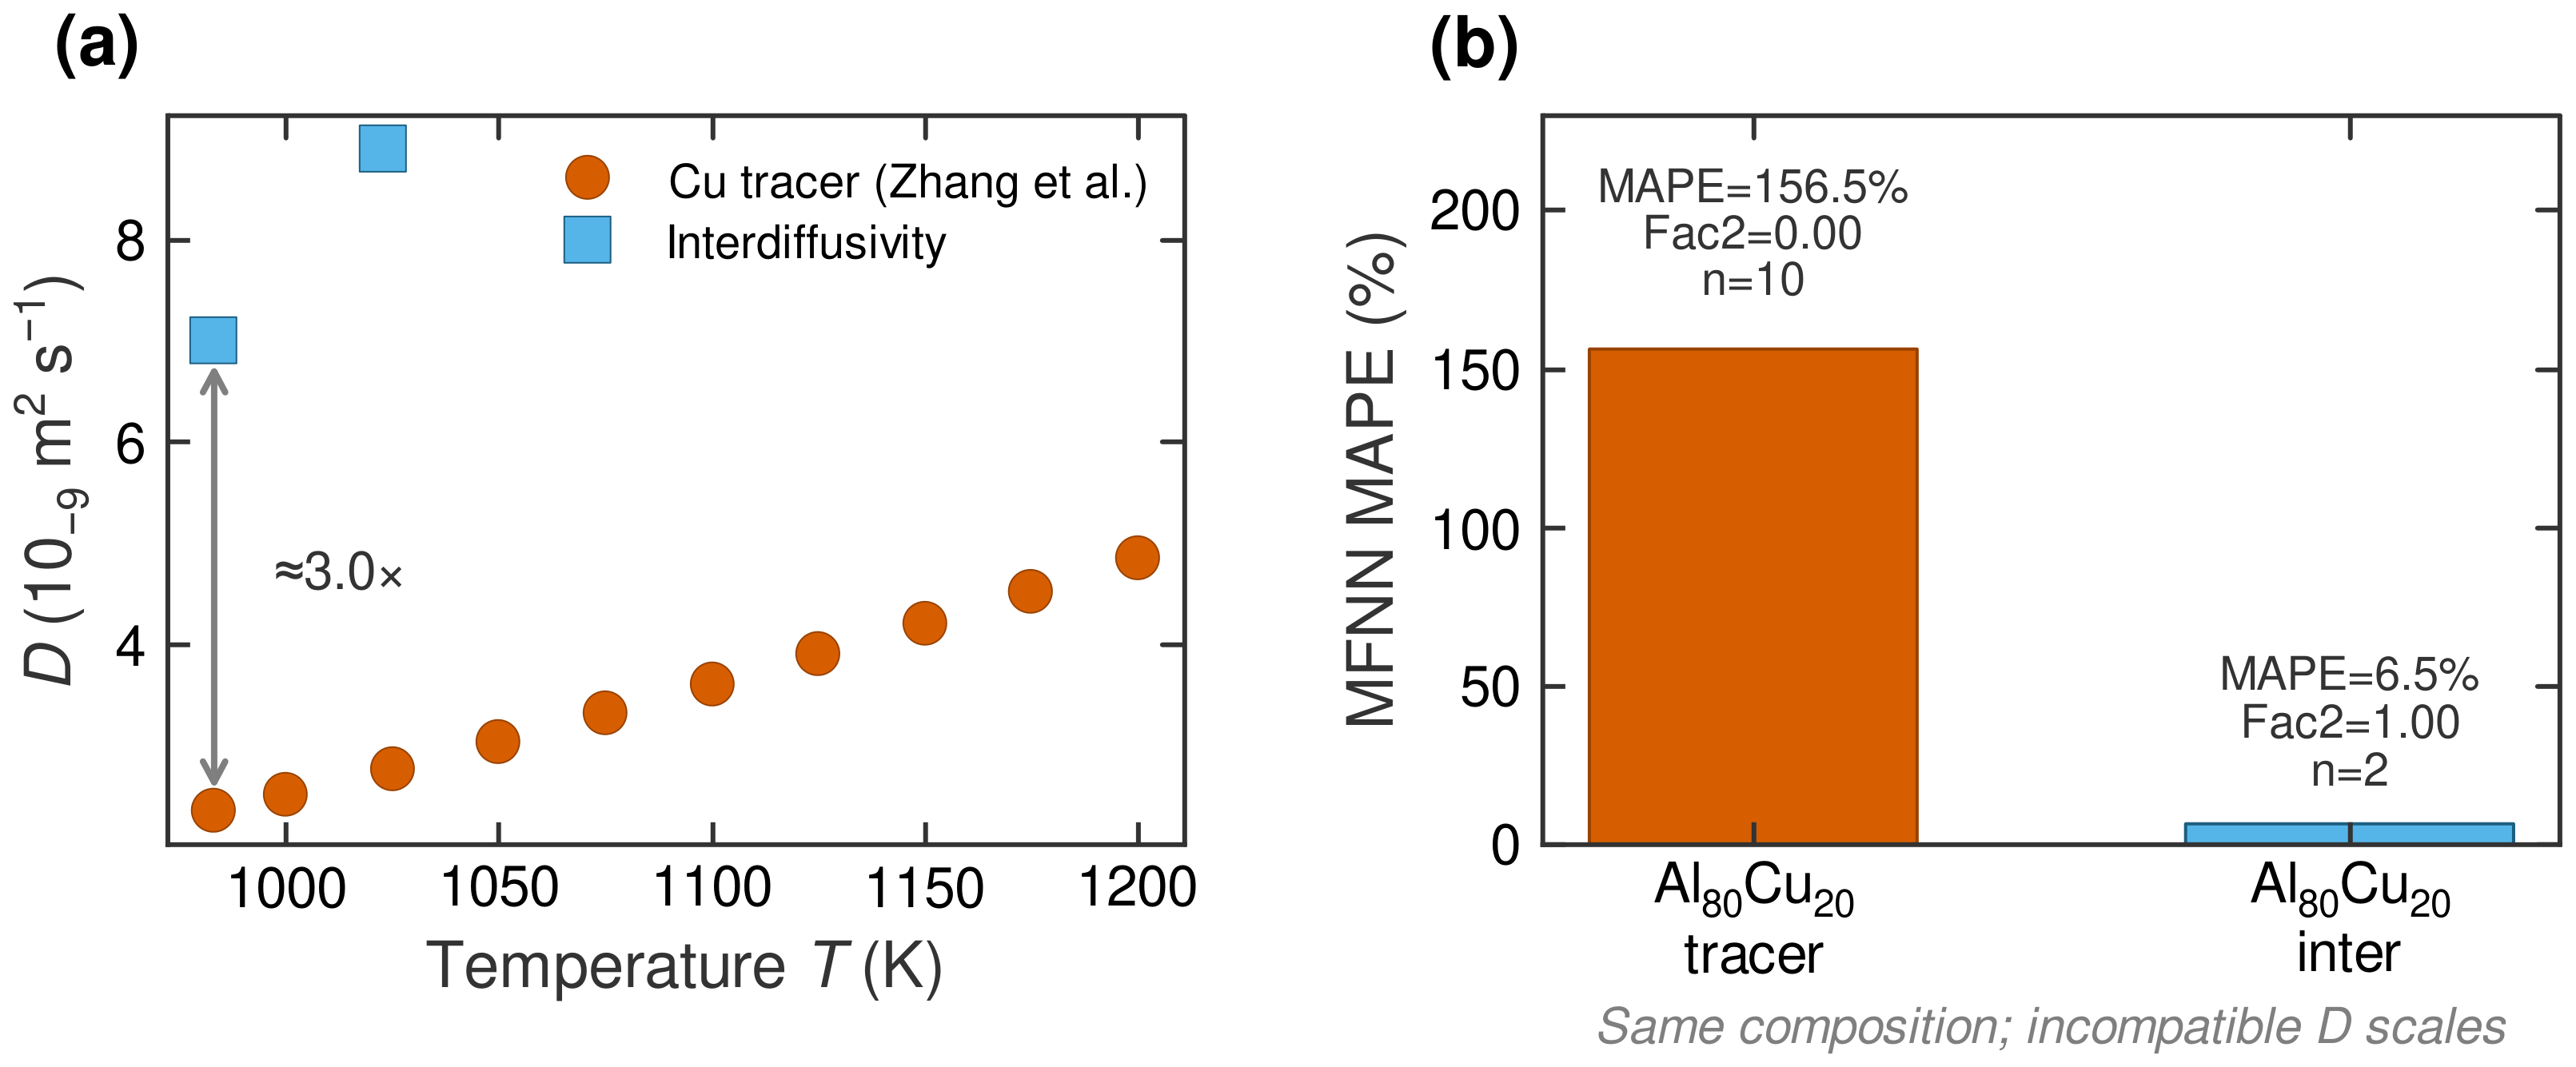 (a)
D (10₋₉ m² s⁻¹)
8
6
4
Cu tracer (Zhang et al.)
Interdiffusivity
≈3.0×
1000 1050 1100 1150 1200
Temperature T (K)
(b)
MFNN MAPE (%)
200
150
100
50
0
MAPE=156.5%
Fac2=0.00
n=10
MAPE=6.5%
Fac2=1.00
n=2
Al₈₀Cu₂₀
tracer
Al₈₀Cu₂₀
inter
Same composition; incompatible D scales